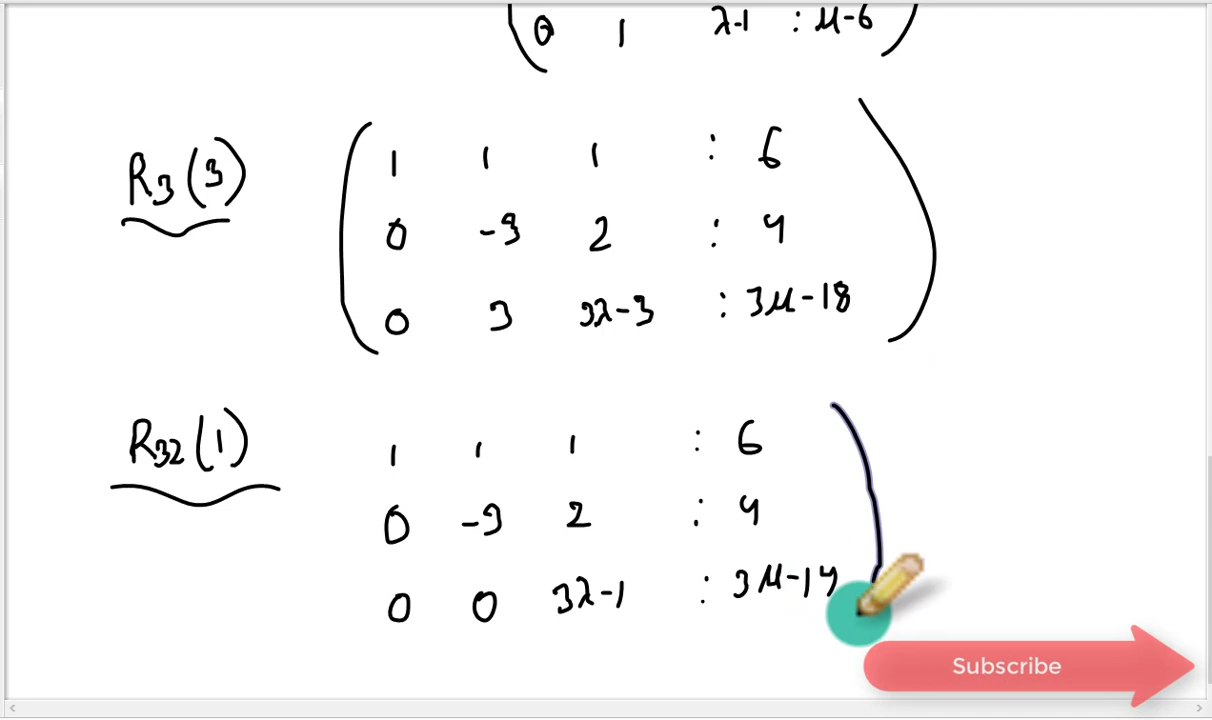 0 1 λ-1 : μ-6
R3(3)
1 1 1 : 6
0 -3 2 : 4
0 3 3λ-3 : 3μ-18
R32(1)
1 1 1 : 6
0 -3 2 : 4
0 0 3λ-1 : 3μ-14
Subscribe